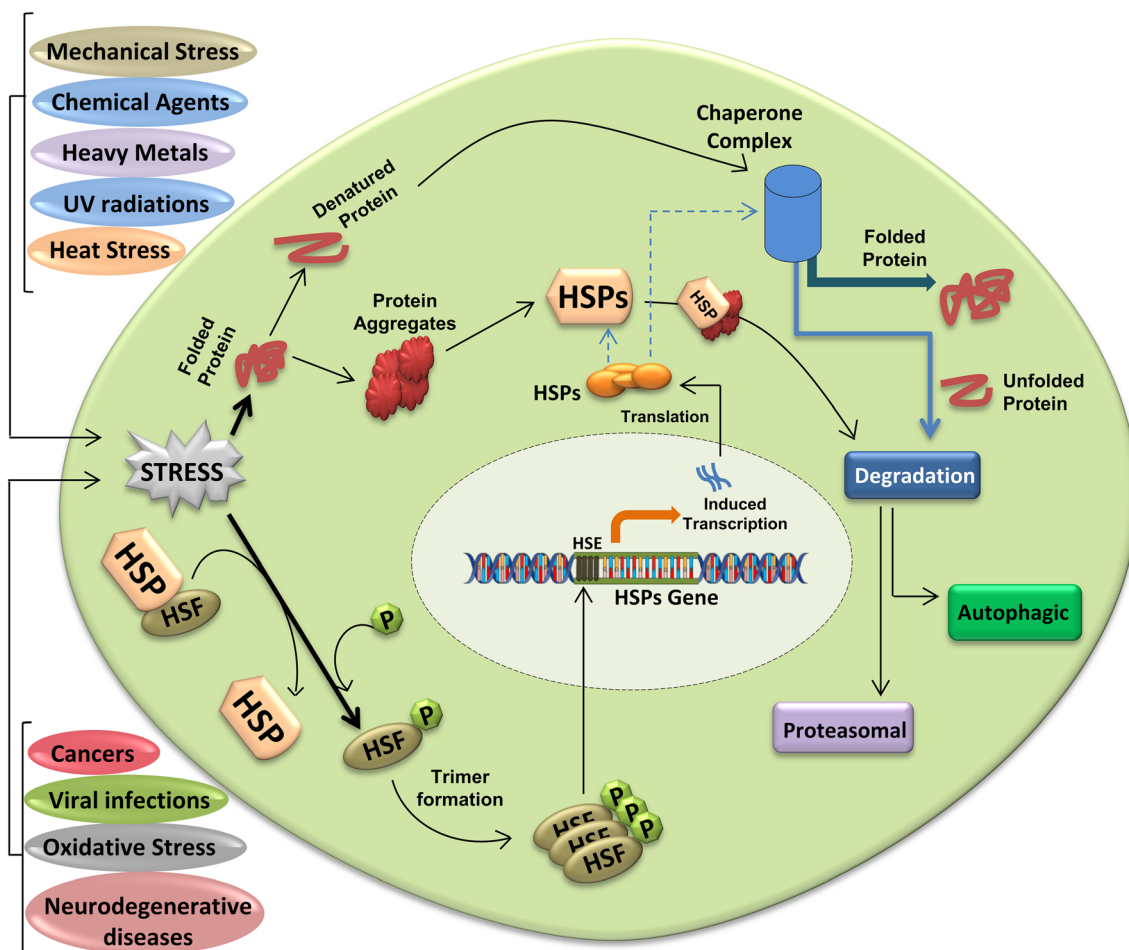 Mechanical Stress
Chemical Agents
Heavy Metals
UV radiations
Heat Stress
Chaperone
Complex
Denatured
Protein
Folded
Protein
Protein
Aggregates
HSPs
HSP
Folded
Protein
HSPs
Translation
Unfolded
Protein
STRESS
Degradation
Induced
Transcription
HSE
HSPs Gene
HSP
HSF
P
Autophagic
HSP
P
HSF
Proteasomal
Trimer
formation
P
P
P
HSF
HSF
HSF
Cancers
Viral infections
Oxidative Stress
Neurodegenerative
diseases